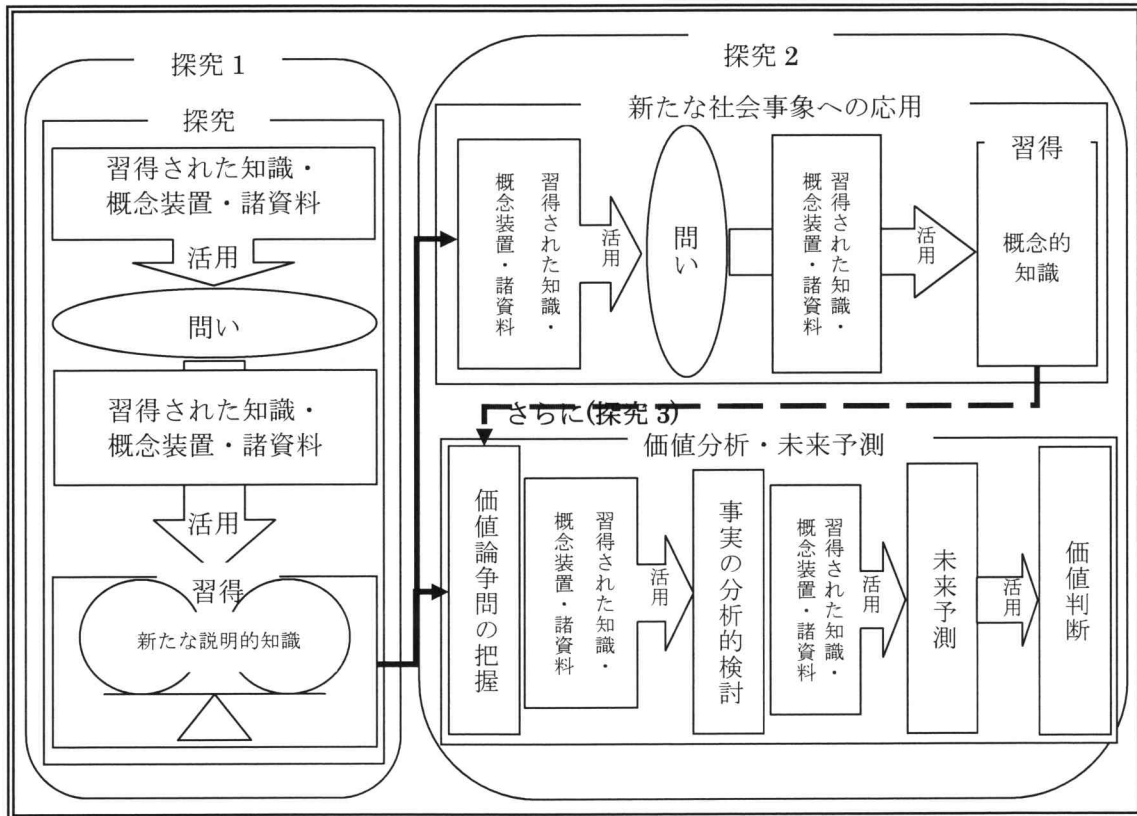 探究 1
探究
習得された知識・
概念装置・諸資料
活用
問い
習得された知識・
概念装置・諸資料
活用
習得
新たな説明的知識
探究 2
新たな社会事象への応用
習得された知識・
概念装置・諸資料
活用
問い
習得された知識・
概念装置・諸資料
活用
習得
概念的
知識
さらに(探究 3)
価値分析・未来予測
価値論争問の把握
習得された知識・
概念装置・諸資料
活用
事実の分析的検討
習得された知識・
概念装置・諸資料
活用
未来予測
活用
価値判断